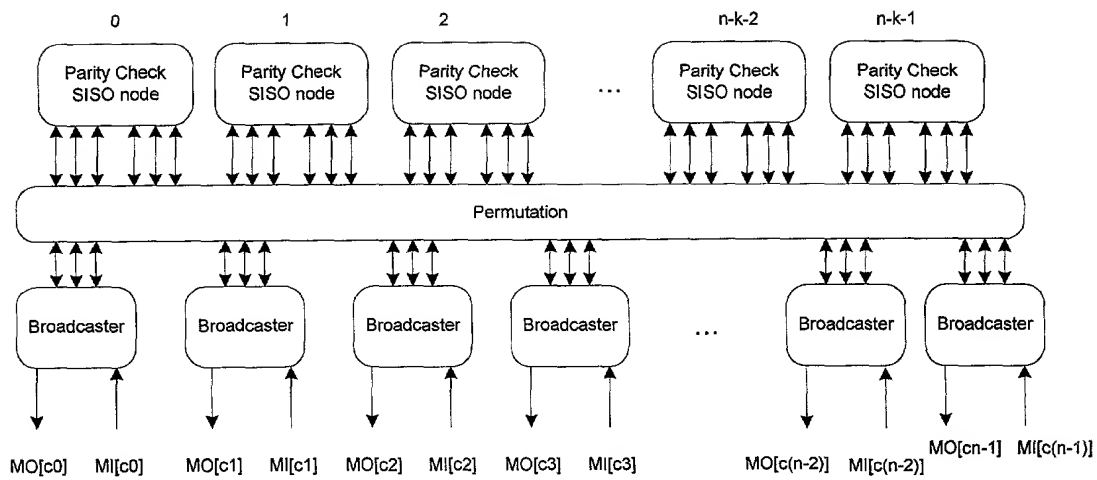 0 1 2 n-k-2 n-k-1
Parity Check Parity Check Parity Check Parity Check Parity Check
SISO node SISO node SISO node ... SISO node SISO node
Permutation
Broadcaster Broadcaster Broadcaster Broadcaster ... Broadcaster Broadcaster
MO[c0] MI[c0] MO[c1] MI[c1] MO[c2] MI[c2] MO[c3] MI[c3] MO[c(n-2)] MI[c(n-2)] MO[cn-1] MI[c(n-1)]